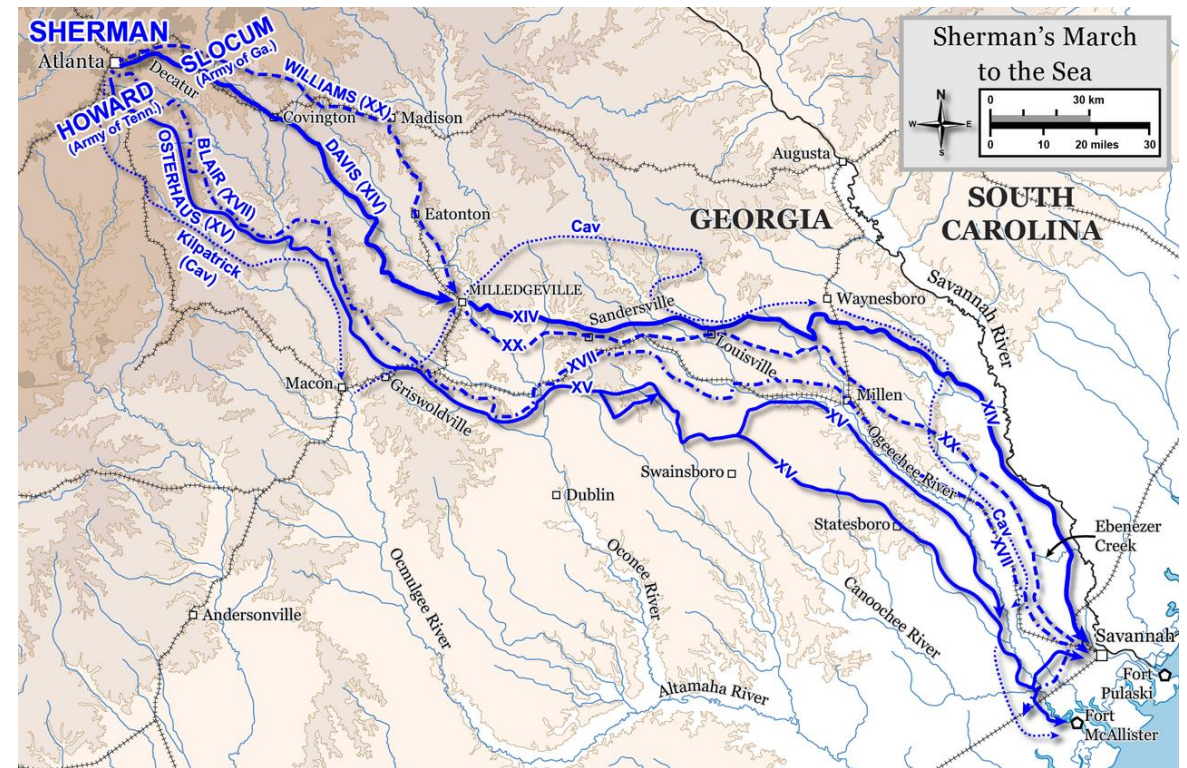 SHERMAN
Atlanta
Decatur
SLOCUM
(Army of Ga.)
HOWARD
(Army of Tenn.)
OSTERHAUS (XV)
BLAIR (XVII)
Kilpatrick
(Cav)
WILLIAMS (XX)
Covington
Madison
DAVIS (XIV)
Eatonton
Sherman's March
to the Sea
N
W
E
S
0
30 km
0
10
20 miles
30
Augusta
GEORGIA
SOUTH
CAROLINA
Cav
MILLEDGEVILLE
XIV
XX
Sandersville
Waynesboro
Savannah
River
Louisville
XVII
XV
Macon
Griswoldville
Millen
XV
XX
XIV
Ogeechee River
Swainsboro
XV
Dublin
Statesboro
Cav
XVII
Ebenezer
Creek
Ocmulgee River
Oconee
River
Canoochee River
Andersonville
Altamaha River
Savannah
Fort
Pulaski
Fort
McAllister